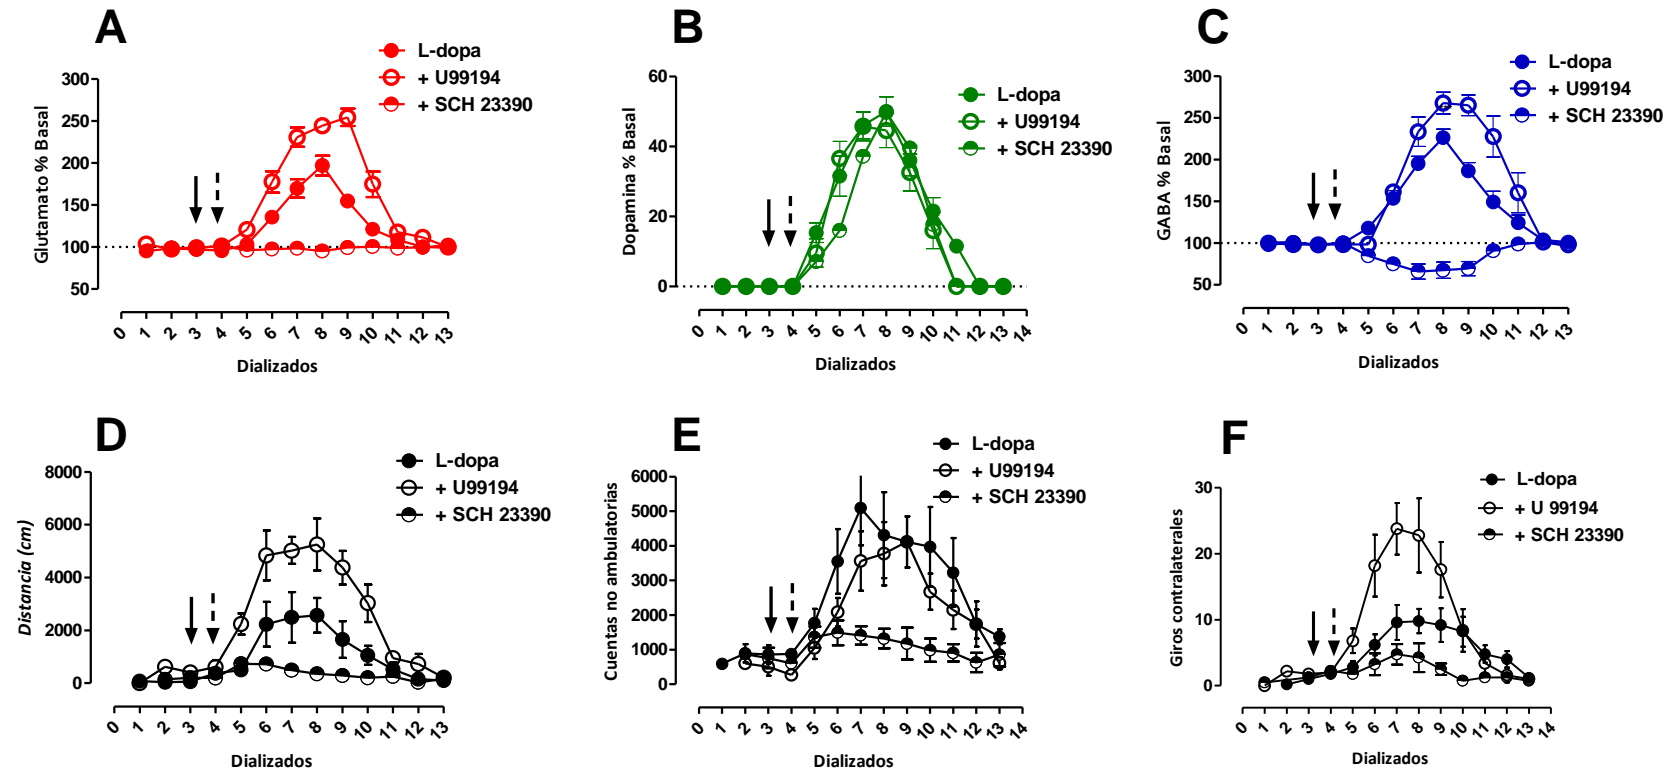 A
L-dopa
+ U99194
+ SCH 23390
Glutamato % Basal
300
250
200
150
100
50
0 1 2 3 4 5 6 7 8 9 10 11 12 13
Dializados
B
L-dopa
+ U99194
+ SCH 23390
Dopamina % Basal
60
40
20
0
0 1 2 3 4 5 6 7 8 9 10 11 12 13 14
Dializados
C
L-dopa
+ U99194
+ SCH 23390
GABA % Basal
300
250
200
150
100
50
0 1 2 3 4 5 6 7 8 9 10 11 12 13
Dializados
D
L-dopa
+ U99194
+ SCH 23390
Distancia (cm)
8000
6000
4000
2000
0
0 1 2 3 4 5 6 7 8 9 10 11 12 13
Dializados
E
L-dopa
+ U99194
+ SCH 23390
Cuentas no ambulatorias
6000
5000
4000
3000
2000
1000
0
0 1 2 3 4 5 6 7 8 9 10 11 12 13 14
Dializados
F
L-dopa
+ U 99194
+ SCH 23390
Giros contralaterales
30
20
10
0
0 1 2 3 4 5 6 7 8 9 10 11 12 13 14
Dializados